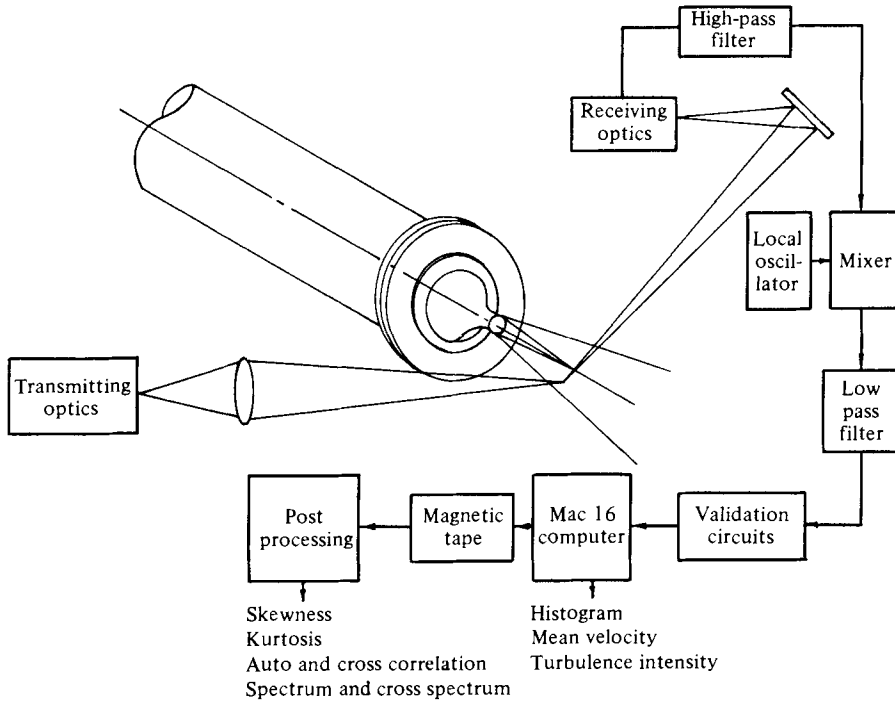 High-pass
filter
Receiving
optics
Local
oscil-
lator
Mixer
Transmitting
optics
Low
pass
filter
Post
processing
Magnetic
tape
Mac 16
computer
Validation
circuits
Skewness
Kurtosis
Auto and cross correlation
Spectrum and cross spectrum
Histogram
Mean velocity
Turbulence intensity